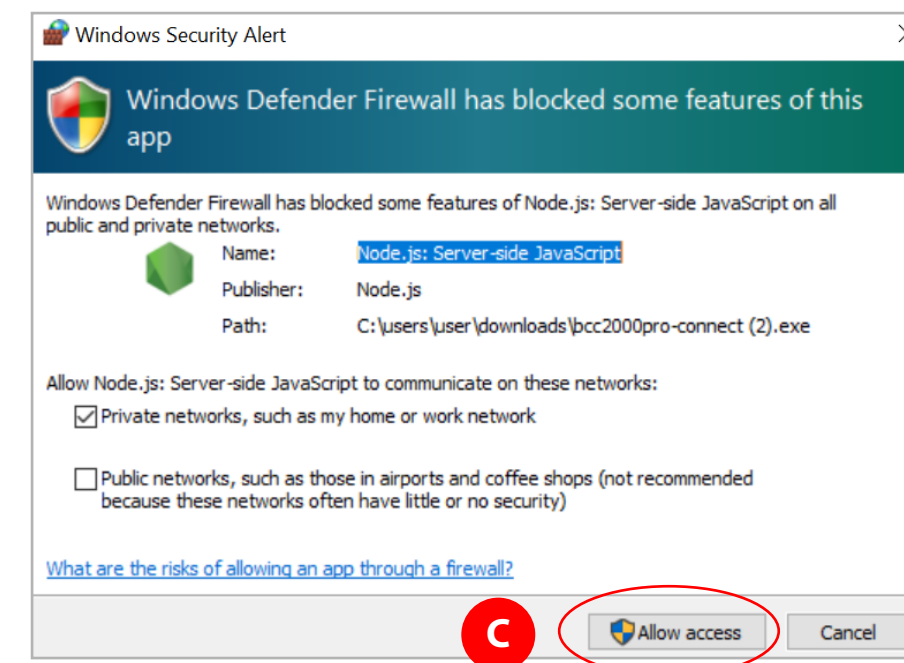 Windows Security Alert
Windows Defender Firewall has blocked some features of this
app
Windows Defender Firewall has blocked some features of Node.js: Server-side JavaScript on all
public and private networks.
Name: Node.js: Server-side JavaScript
Publisher: Node.js
Path: C:\users\user\downloads\bcc2000pro-connect (2).exe
Allow Node.js: Server-side JavaScript to communicate on these networks:
Private networks, such as my home or work network
Public networks, such as those in airports and coffee shops (not recommended
because these networks often have little or no security)
What are the risks of allowing an app through a firewall?
C Allow access Cancel